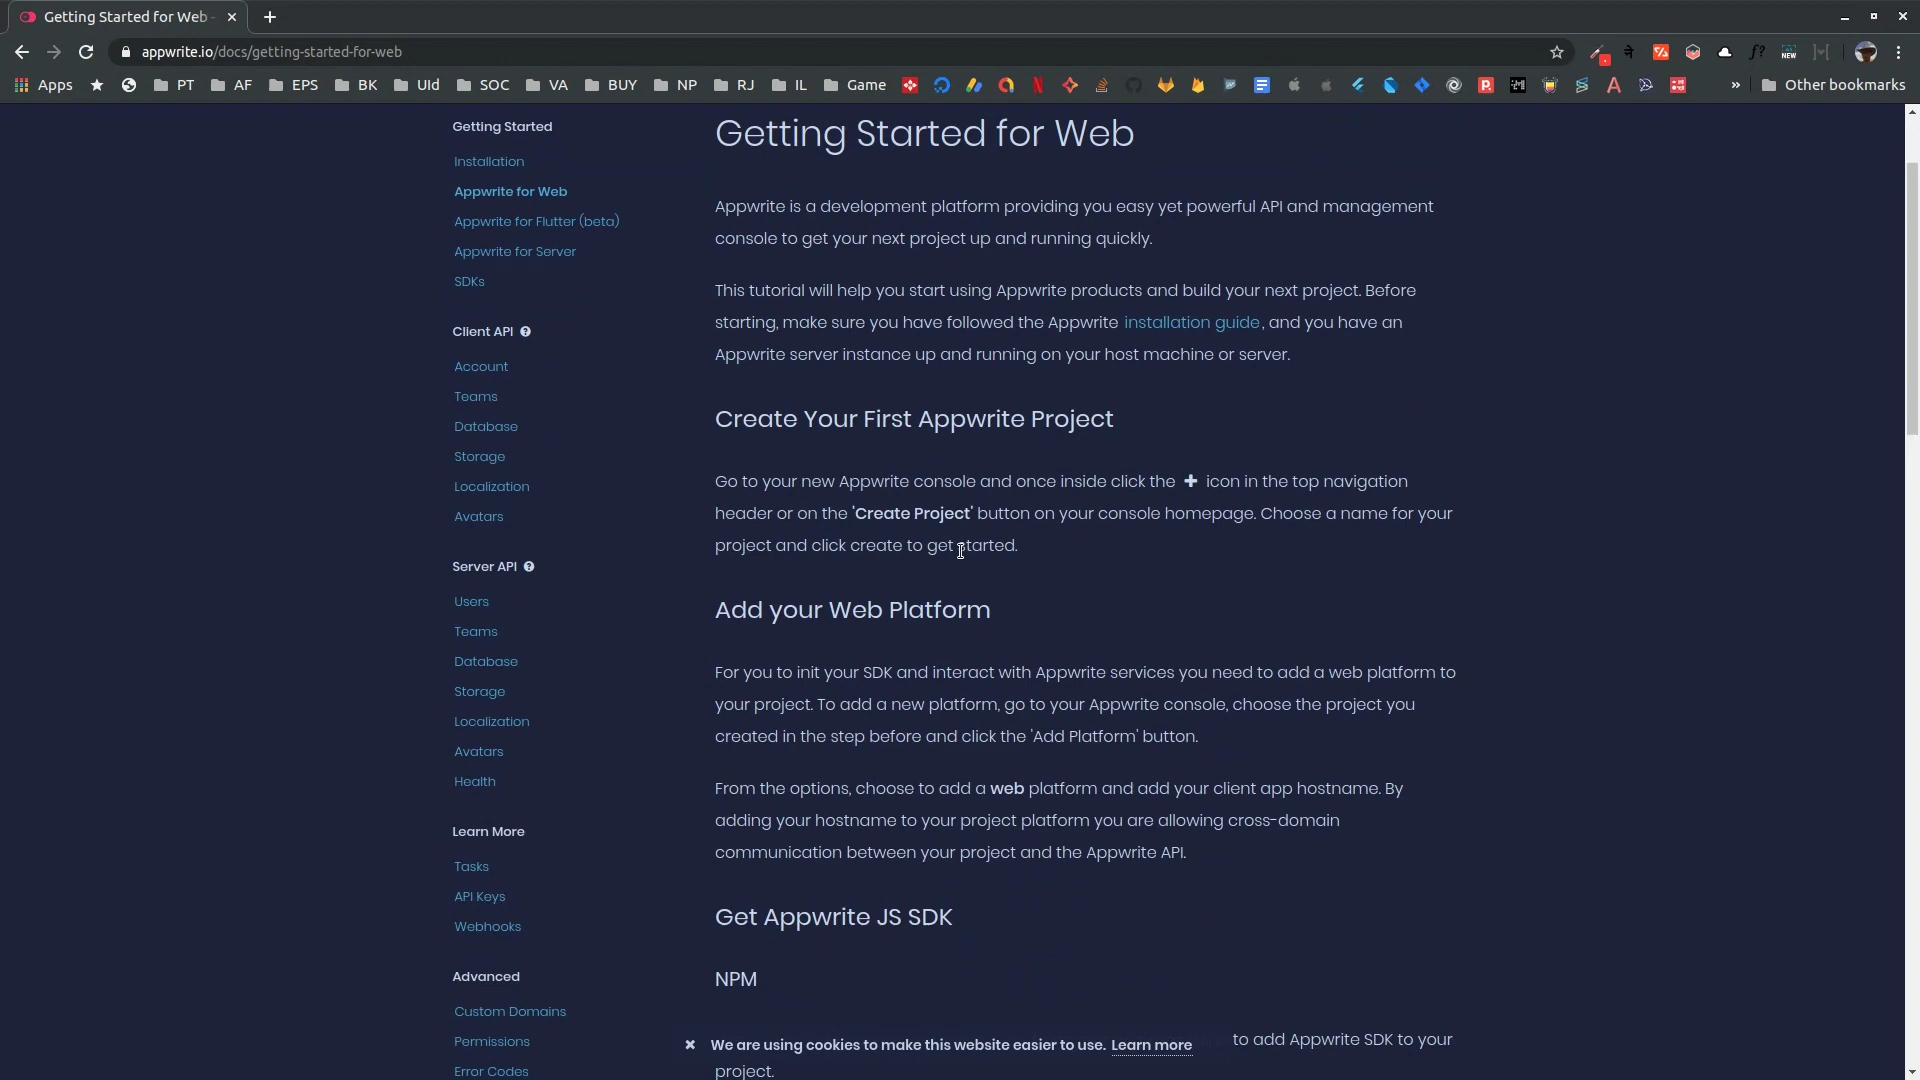 Getting Started for Web -
appwrite.io/docs/getting-started-for-web
Apps PT AF EPS BK UId SOC VA BUY NP RJ IL Game » Other bookmarks
Getting Started
Installation
Appwrite for Web
Appwrite for Flutter (beta)
Appwrite for Server
SDKs
Client API
Account
Teams
Database
Storage
Localization
Avatars
Server API
Users
Teams
Database
Storage
Localization
Avatars
Health
Learn More
Tasks
API Keys
Webhooks
Advanced
Custom Domains
Permissions
Error Codes
Getting Started for Web
Appwrite is a development platform providing you easy yet powerful API and management
console to get your next project up and running quickly.
This tutorial will help you start using Appwrite products and build your next project. Before
starting, make sure you have followed the Appwrite installation guide, and you have an
Appwrite server instance up and running on your host machine or server.
Create Your First Appwrite Project
Go to your new Appwrite console and once inside click the + icon in the top navigation
header or on the 'Create Project' button on your console homepage. Choose a name for your
project and click create to get started.
Add your Web Platform
For you to init your SDK and interact with Appwrite services you need to add a web platform to
your project. To add a new platform, go to your Appwrite console, choose the project you
created in the step before and click the 'Add Platform' button.
From the options, choose to add a web platform and add your client app hostname. By
adding your hostname to your project platform you are allowing cross-domain
communication between your project and the Appwrite API.
Get Appwrite JS SDK
NPM
to add Appwrite SDK to your
project.
We are using cookies to make this website easier to use. Learn more